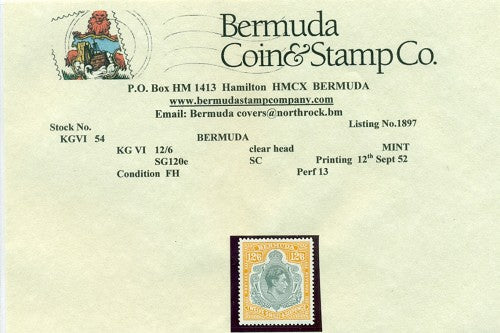 Bermuda
Coin&Stamp Co.
P.O. Box HM 1413 Hamilton HMCX BERMUDA
www.bermudastampcompany.com
Email: Bermuda covers@northrock.bm
Stock No. Listing No.1897
KGVI 54 BERMUDA
KG VI 12/6 clear head MINT
SG120e SC Printing 12th Sept 52
Condition FH Perf 13
BERMUDA
12/6 12/6